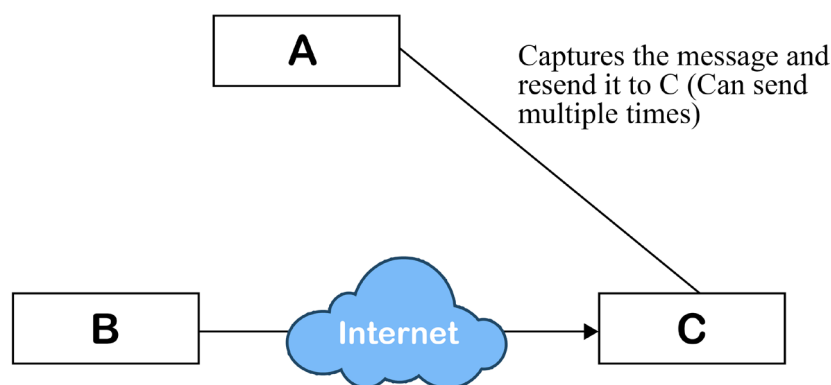 A
Captures the message and
resend it to C (Can send
multiple times)
B
Internet
C